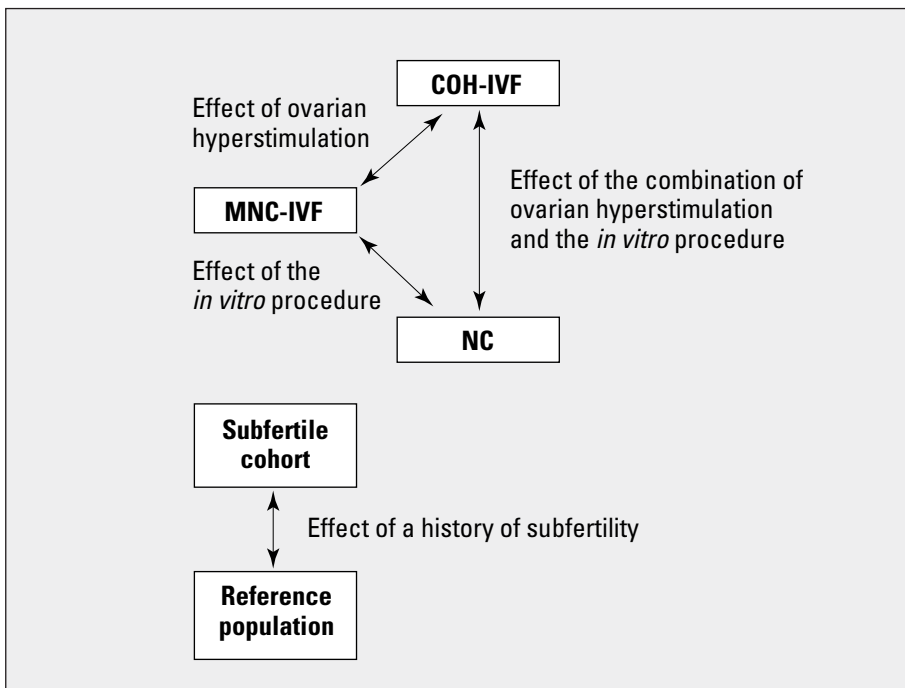 COH-IVF
Effect of ovarian
hyperstimulation
Effect of the combination of
ovarian hyperstimulation
and the in vitro procedure
MNC-IVF
Effect of the
in vitro procedure
NC
Subfertile
cohort
Effect of a history of subfertility
Reference
population